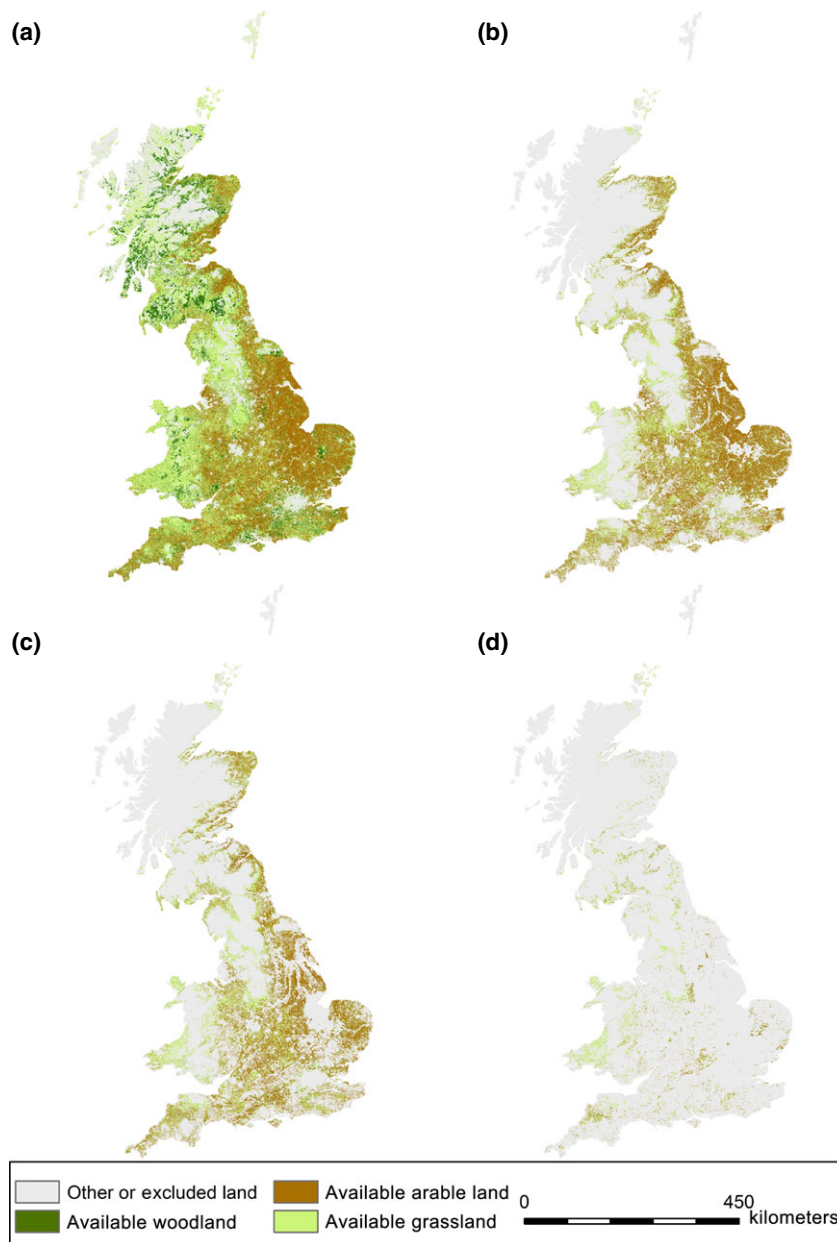 (a)
(b)
(c)
(d)
Other or excluded land
Available arable land
Available woodland
Available grassland
0
450
kilometers